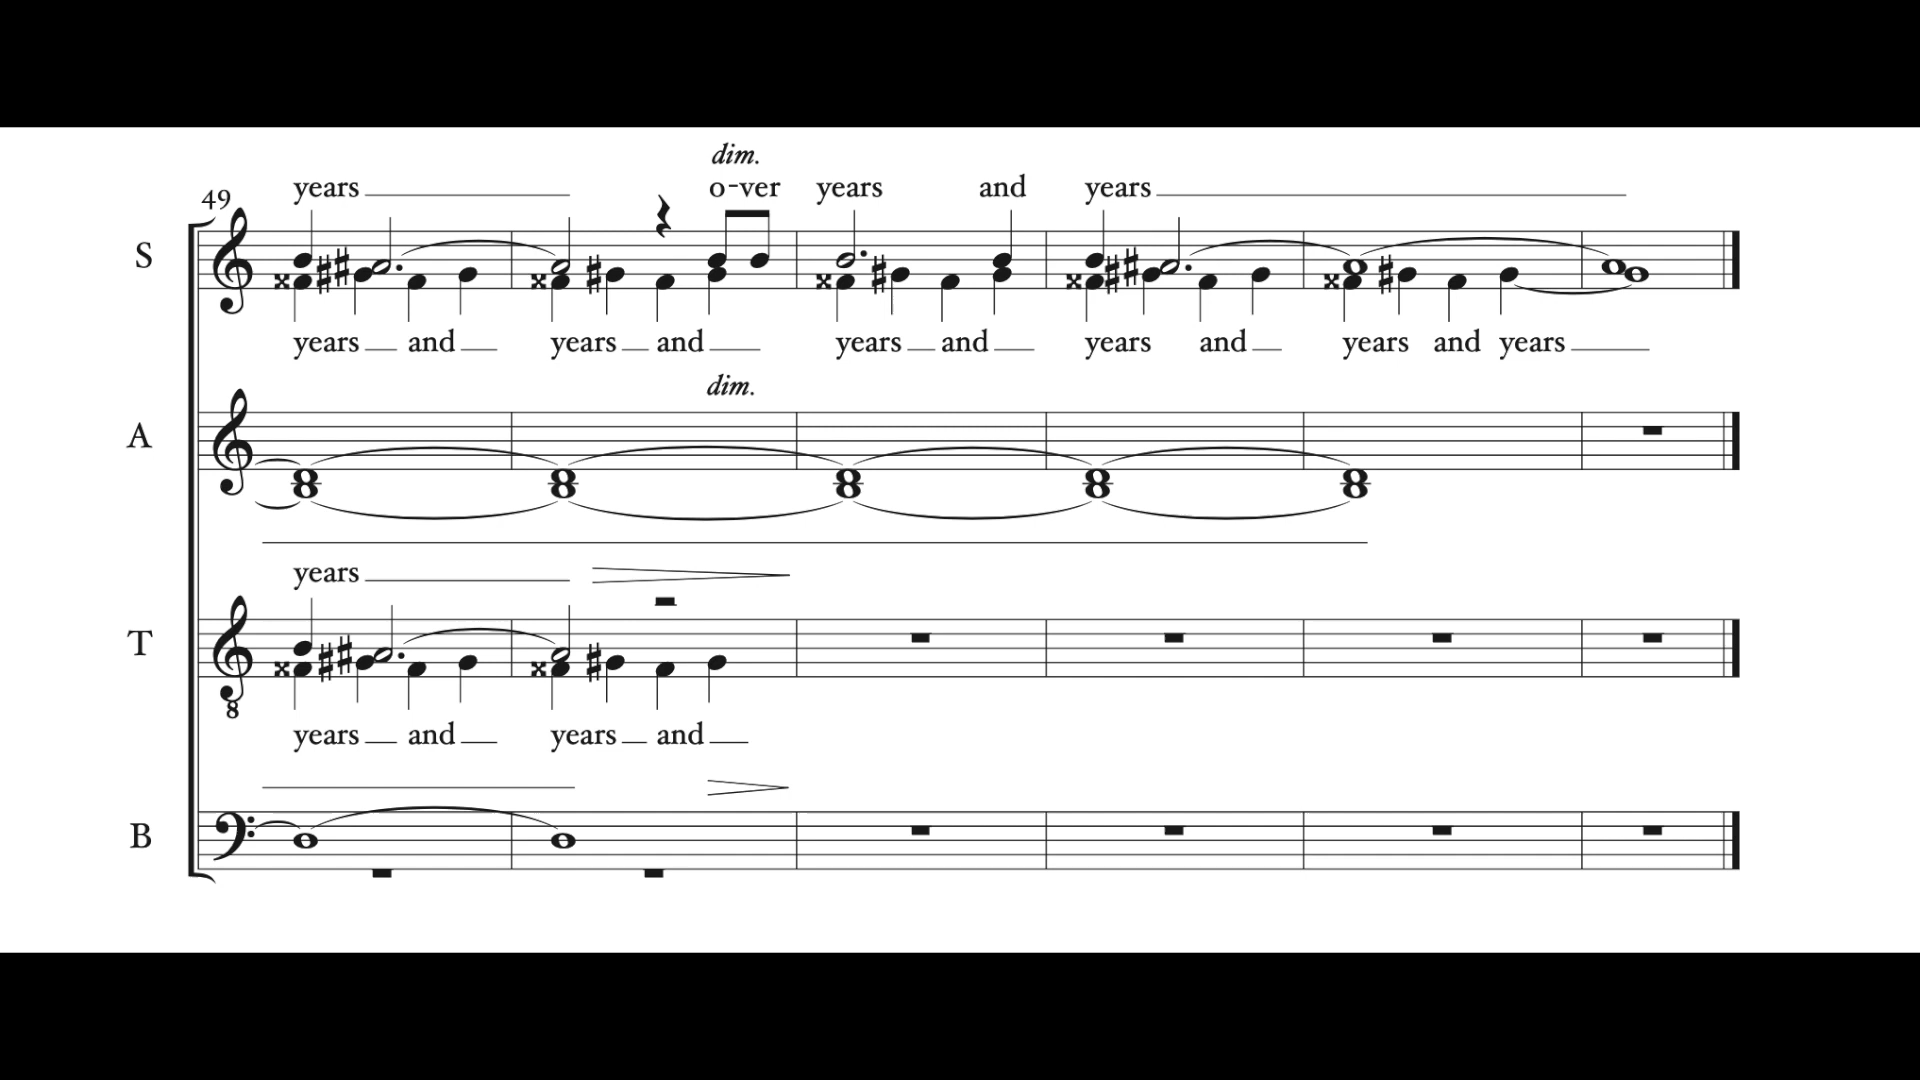 dim.
years o-ver years and years
49
S
years and years and years and years and years and years
dim.
A
years
T
8
years and years and
B